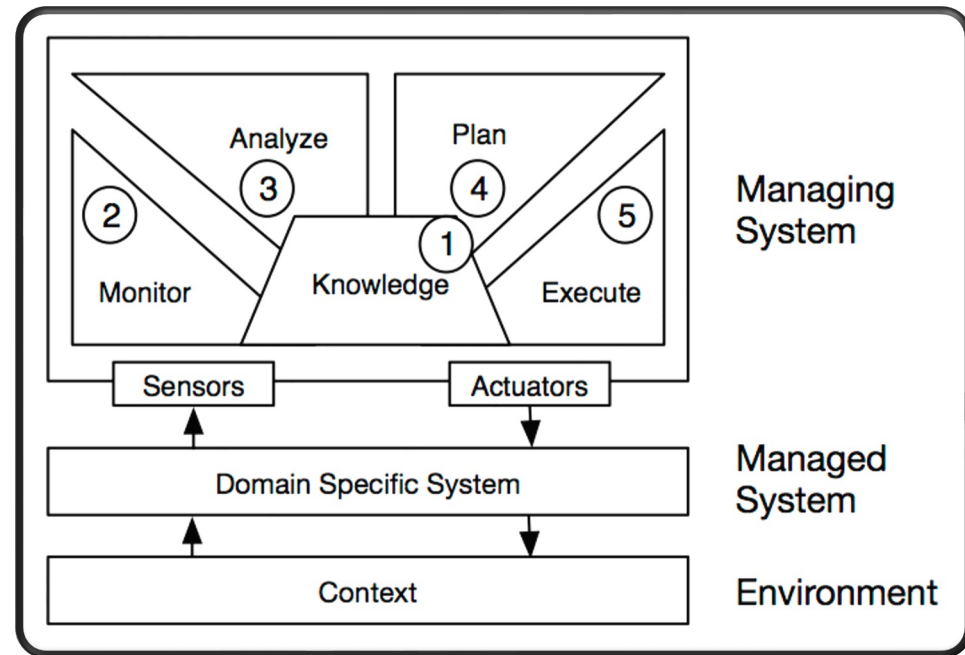 Analyze
Plan
3
4
Managing
System
2
5
1
Monitor
Knowledge
Execute
Sensors
Actuators
Managed
System
Domain Specific System
Context
Environment